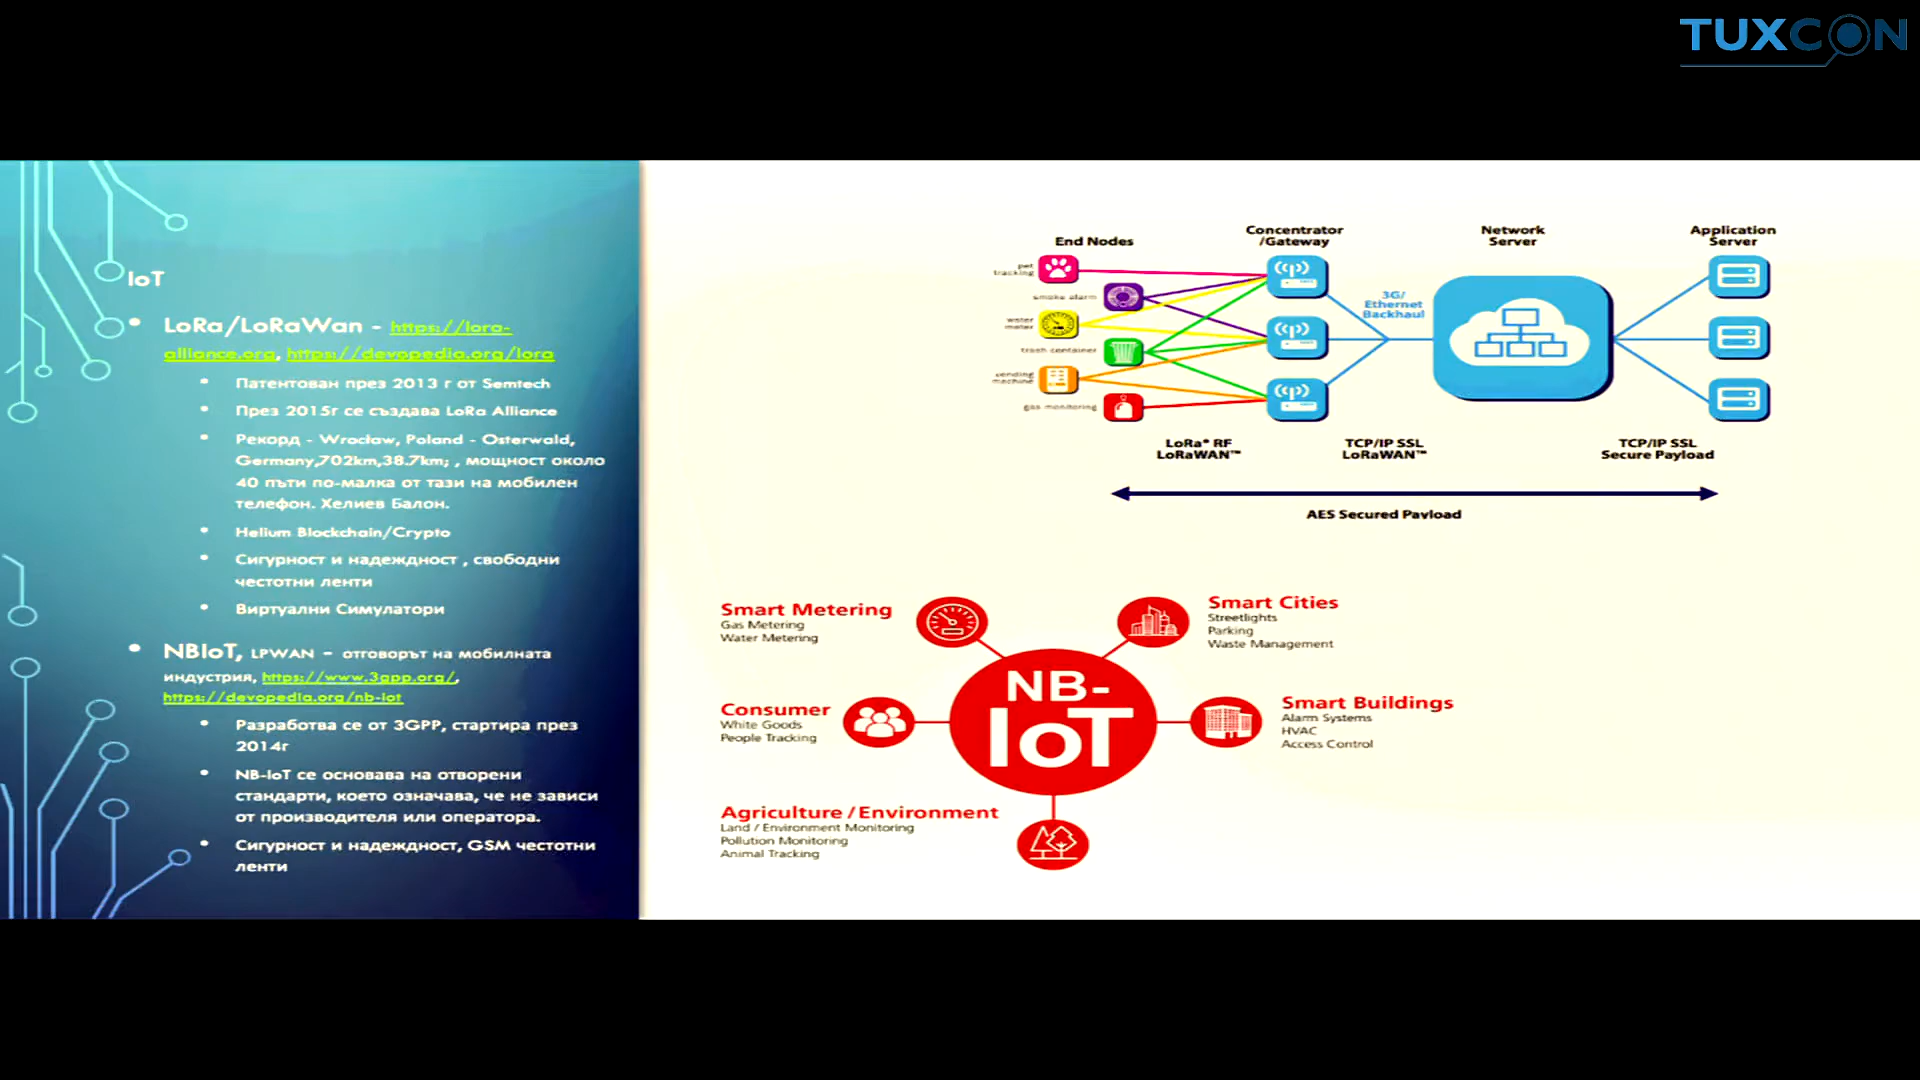 TUXCON
IoT
LoRa/LoRaWan - https://lora-
alliance.org, https://devopedia.org/lora
Патентован през 2013 г от Semtech
През 2015г се създава LoRa Alliance
Рекорд - Wrocław, Poland - Osterwald,
Germany,702km,38.7km; , мощност около
40 пъти по-малка от тази на мобилен
телефон. Хелиев Балон.
Helium Blockchain/Crypto
Сигурност и надеждност , свободни
честотни ленти
Виртуални Симулатори
NBIoT, LPWAN - отговорът на мобилната
индустрия, https://www.3gpp.org/,
https://devopedia.org/nb-iot
Разработва се от 3GPP, стартира през
2014г
NB-IoT се основава на отворени
стандарти, което означава, че не зависи
от производителя или оператора.
Сигурност и надеждност, GSM честотни
ленти
End Nodes
Concentrator
/Gateway
Network
Server
Application
Server
pet
tracking
smoke alarm
water
meter
trash container
vending
machine
gas monitoring
3G/
Ethernet
Backhaul
LoRa® RF
LoRaWAN™
TCP/IP SSL
LoRaWAN™
TCP/IP SSL
Secure Payload
AES Secured Payload
Smart Metering
Gas Metering
Water Metering
Smart Cities
Streetlights
Parking
Waste Management
Consumer
White Goods
People Tracking
NB-
IoT
Smart Buildings
Alarm Systems
HVAC
Access Control
Agriculture / Environment
Land / Environment Monitoring
Pollution Monitoring
Animal Tracking